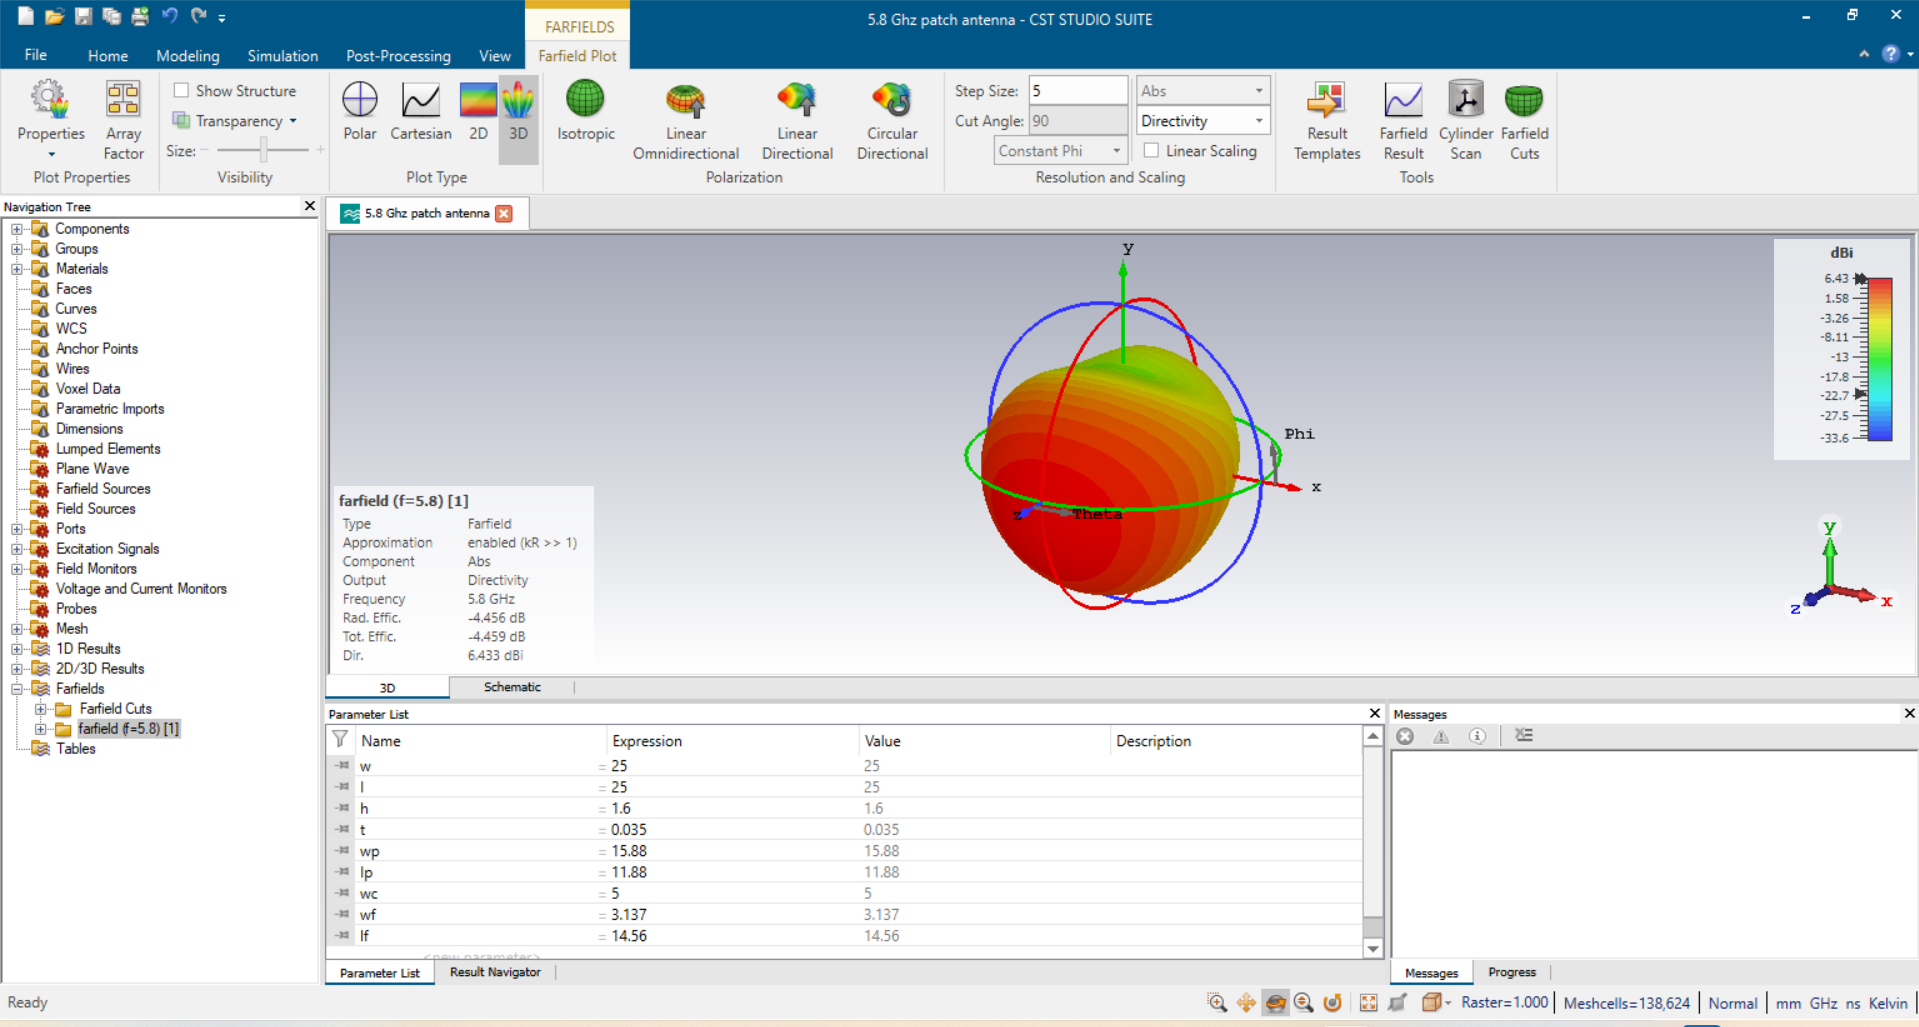 5.8 Ghz patch antenna - CST STUDIO SUITE
FARFIELDS
File Home Modeling Simulation Post-Processing View Farfield Plot
Properties
Array Factor
Plot Properties
Show Structure
Transparency
Size:
Visibility
Polar Cartesian 2D 3D
Plot Type
Isotropic
Linear Omnidirectional
Linear Directional
Circular Directional
Polarization
Step Size: 5 Abs
Cut Angle: 90 Directivity
Constant Phi Linear Scaling
Resolution and Scaling
Result Templates
Farfield Result
Cylinder Scan
Farfield Cuts
Tools
Navigation Tree
Components
Groups
Materials
Faces
Curves
WCS
Anchor Points
Wires
Voxel Data
Parametric Imports
Dimensions
Lumped Elements
Plane Wave
Farfield Sources
Field Sources
Ports
Excitation Signals
Field Monitors
Voltage and Current Monitors
Probes
Mesh
1D Results
2D/3D Results
Farfields
Farfield Cuts
farfield (f=5.8) [1]
Tables
5.8 Ghz patch antenna
y
Phi
x
z
Theta
dBi
6.43
1.58
-3.26
-8.11
-13
-17.8
-22.7
-27.5
-33.6
y
x
z
farfield (f=5.8) [1]
Type Farfield
Approximation enabled (kR >> 1)
Component Abs
Output Directivity
Frequency 5.8 GHz
Rad. Effic. -4.456 dB
Tot. Effic. -4.459 dB
Dir. 6.433 dBi
3D Schematic
Parameter List
Name Expression Value Description
w = 25 25
l = 25 25
h = 1.6 1.6
t = 0.035 0.035
wp = 15.88 15.88
lp = 11.88 11.88
wc = 5 5
wf = 3.137 3.137
lf = 14.56 14.56
<new parameter>
Parameter List Result Navigator
Messages
Messages Progress
Ready
Raster=1.000 Meshcells=138,624 Normal mm GHz ns Kelvin